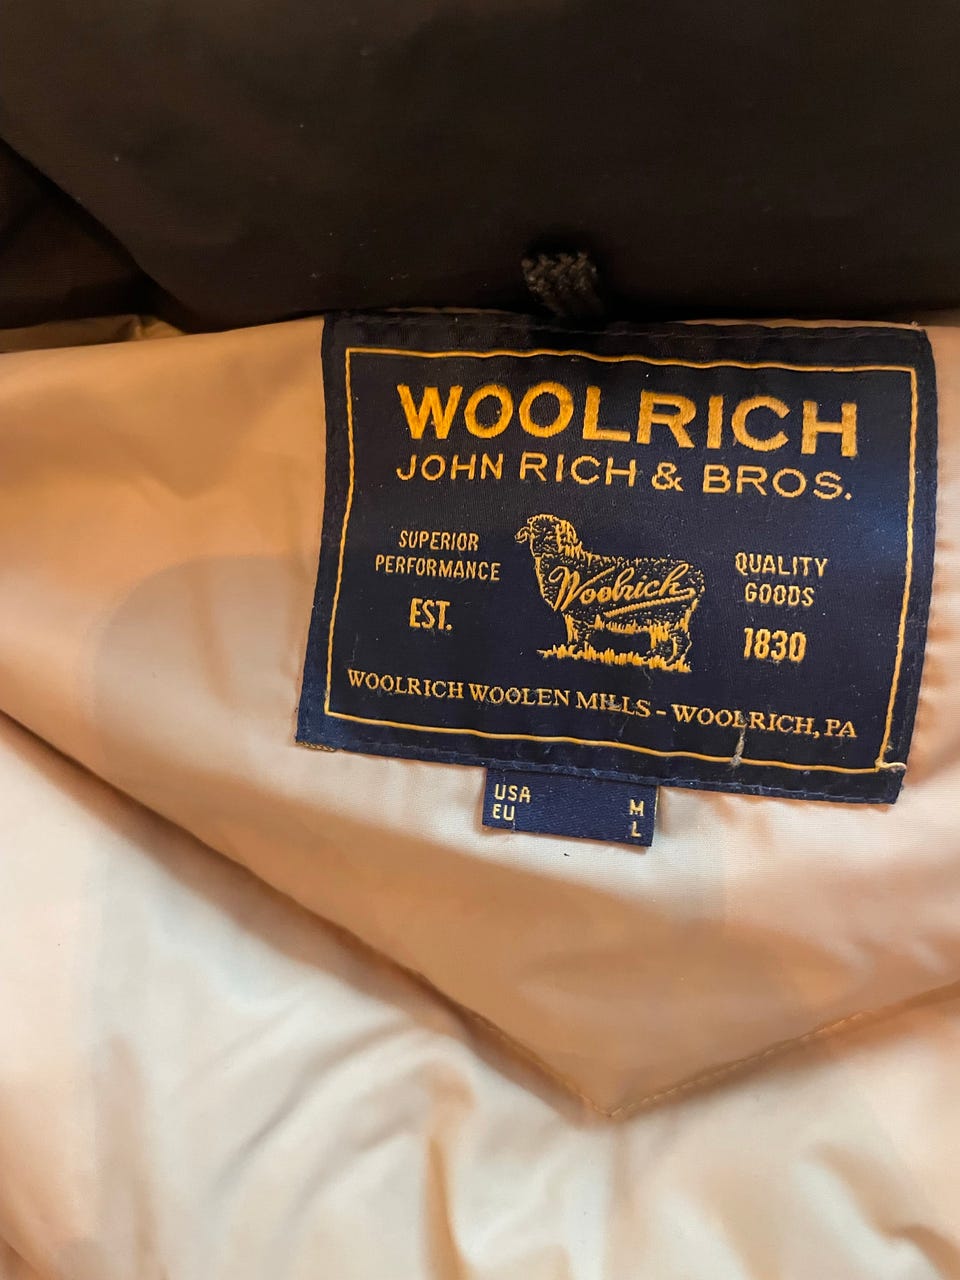 WOOLRICH
JOHN RICH & BROS.
SUPERIOR
PERFORMANCE
EST.
Woolrich
QUALITY
GOODS
1830
WOOLRICH WOOLEN MILLS - WOOLRICH, PA
USA M
EU L